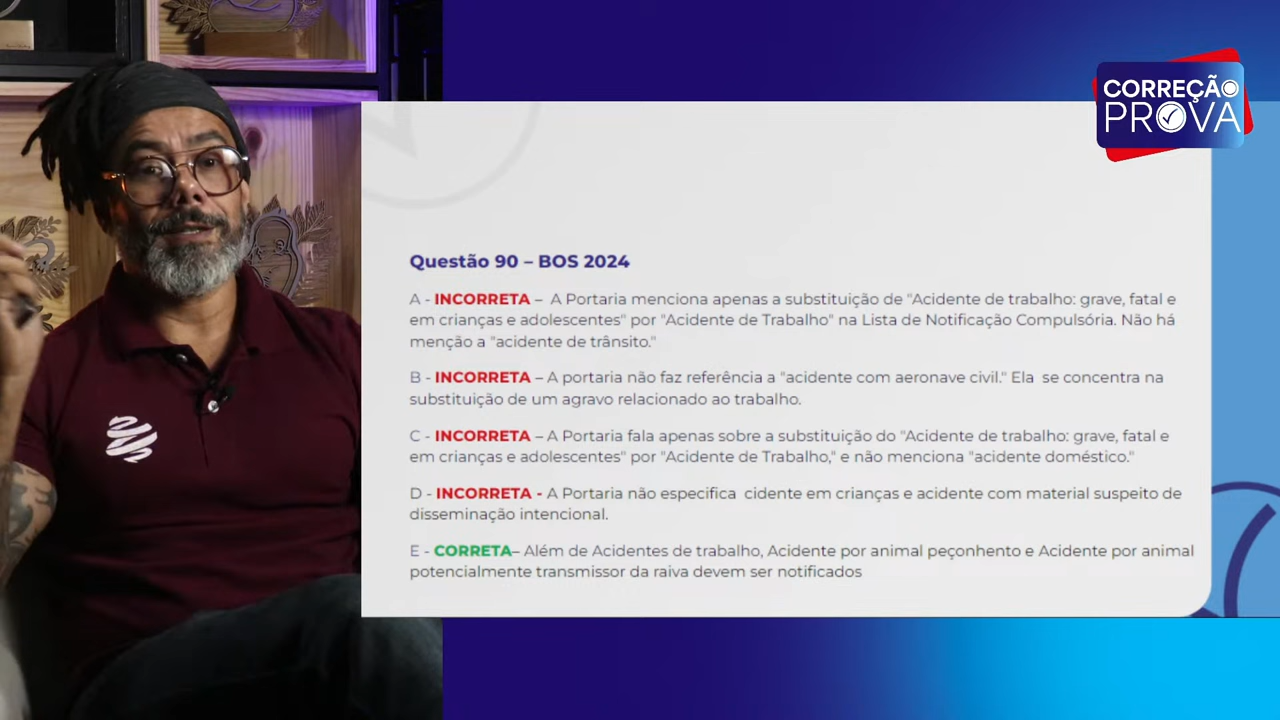 CORREÇÃO
PROVA
Questão 90 – BOS 2024
A - INCORRETA – A Portaria menciona apenas a substituição de "Acidente de trabalho: grave, fatal e
em crianças e adolescentes" por "Acidente de Trabalho" na Lista de Notificação Compulsória. Não há
menção a "acidente de trânsito."
B - INCORRETA – A portaria não faz referência a "acidente com aeronave civil." Ela se concentra na
substituição de um agravo relacionado ao trabalho.
C - INCORRETA – A Portaria fala apenas sobre a substituição do "Acidente de trabalho: grave, fatal e
em crianças e adolescentes" por "Acidente de Trabalho," e não menciona "acidente doméstico."
D - INCORRETA - A Portaria não especifica cidente em crianças e acidente com material suspeito de
disseminação intencional.
E - CORRETA– Além de Acidentes de trabalho, Acidente por animal peçonhento e Acidente por animal
potencialmente transmissor da raiva devem ser notificados